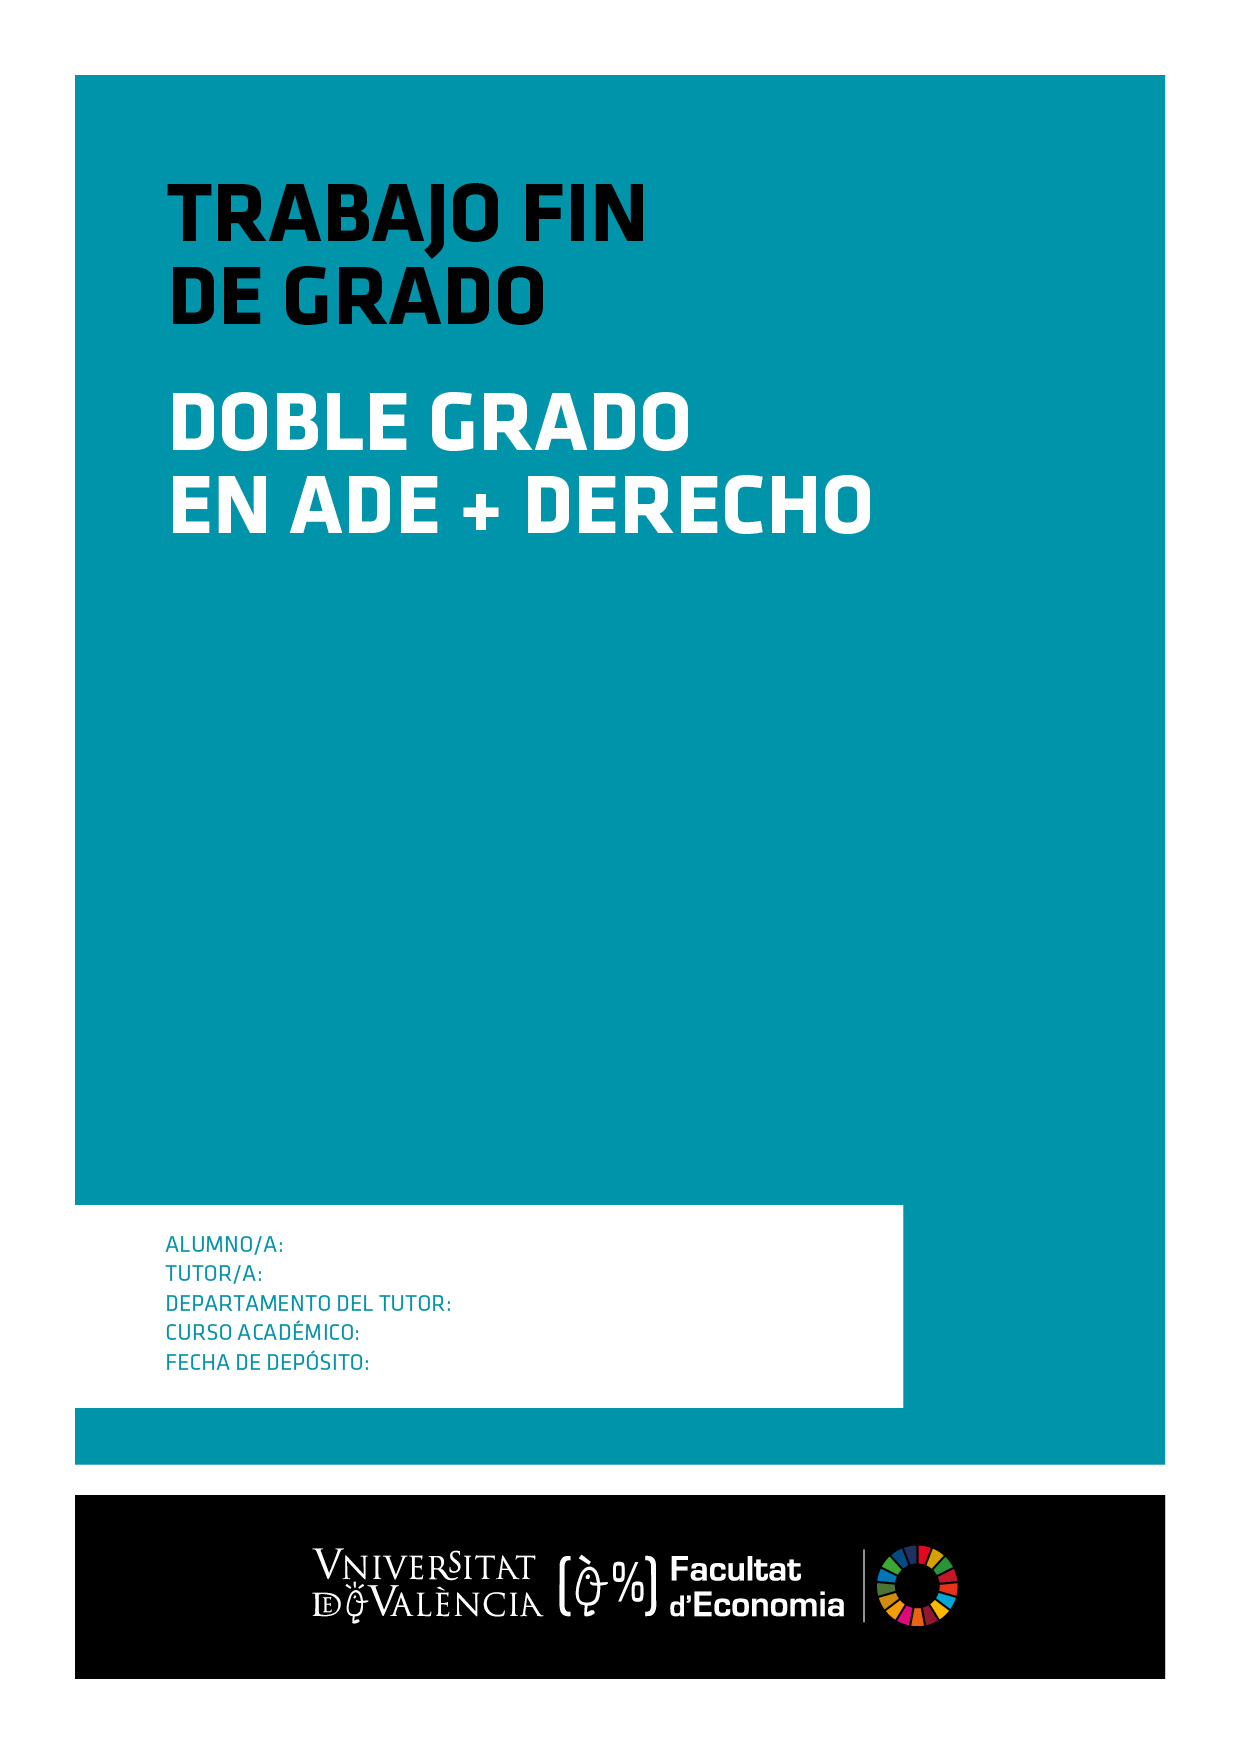 TRABAJO FIN
DE GRADO
DOBLE GRADO
EN ADE + DERECHO
ALUMNO/A:
TUTOR/A:
DEPARTAMENTO DEL TUTOR:
CURSO ACADÉMICO:
FECHA DE DEPÓSITO:
VNIVERSITAT
DE VALÈNCIA
[%]
Facultat
d'Economia